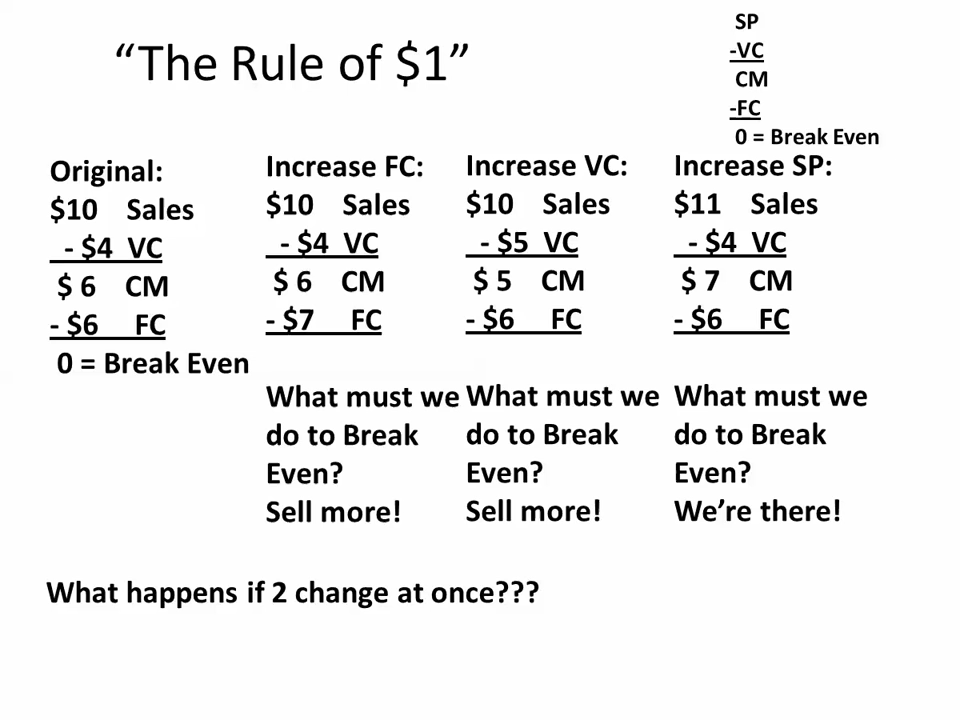 “The Rule of $1”
SP
-VC
CM
-FC
0 = Break Even
Original:
$10 Sales
- $4 VC
$ 6 CM
- $6 FC
0 = Break Even
Increase FC:
$10 Sales
- $4 VC
$ 6 CM
- $7 FC
What must we
do to Break
Even?
Sell more!
Increase VC:
$10 Sales
- $5 VC
$ 5 CM
- $6 FC
What must we
do to Break
Even?
Sell more!
Increase SP:
$11 Sales
- $4 VC
$ 7 CM
- $6 FC
What must we
do to Break
Even?
We’re there!
What happens if 2 change at once???